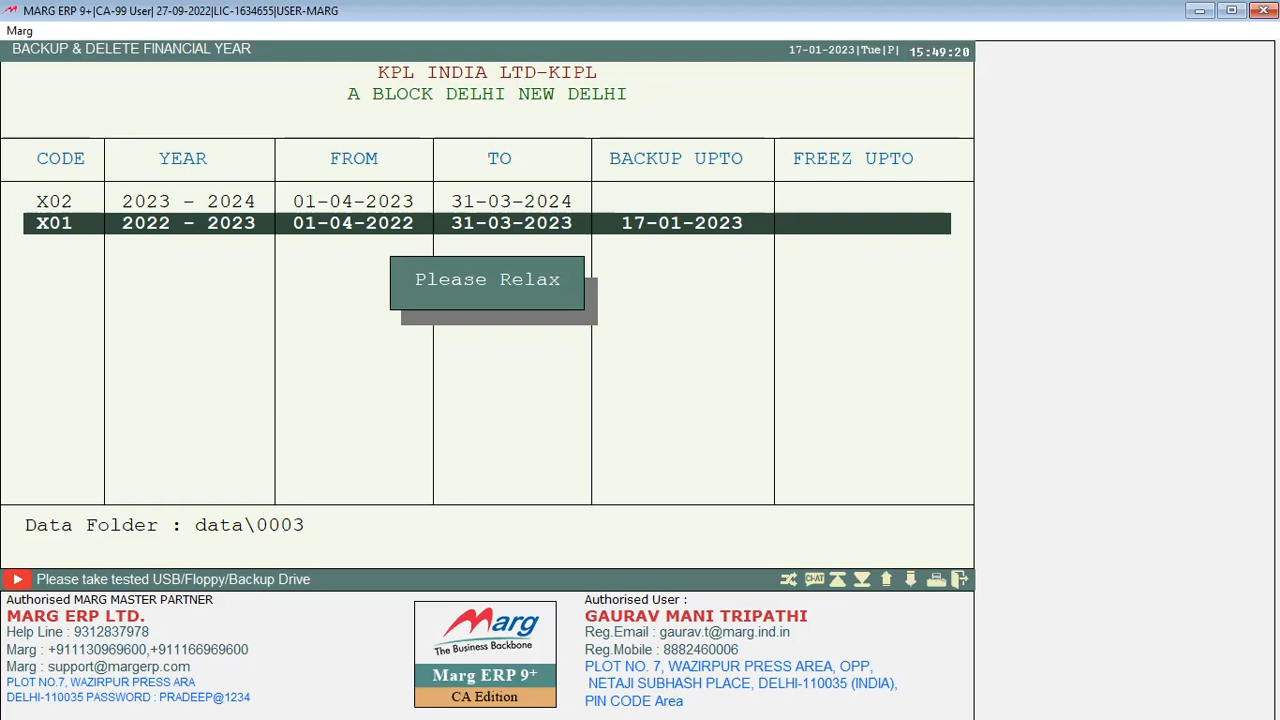 MARG ERP 9+|CA-99 User| 27-09-2022|LIC-1634655|USER-MARG
Marg
BACKUP & DELETE FINANCIAL YEAR 17-01-2023|Tue|P| 15:49:20
KPL INDIA LTD-KIPL
A BLOCK DELHI NEW DELHI
CODE YEAR FROM TO BACKUP UPTO FREEZ UPTO
X02 2023 - 2024 01-04-2023 31-03-2024
X01 2022 - 2023 01-04-2022 31-03-2023 17-01-2023
Please Relax
Data Folder : data\0003
Please take tested USB/Floppy/Backup Drive
CHAT
Authorised MARG MASTER PARTNER
MARG ERP LTD.
Help Line : 9312837978
Marg : +911130969600,+911166969600
Marg : support@margerp.com
PLOT NO. 7, WAZIRPUR PRESS ARA
DELHI-110035 PASSWORD : PRADEEP@1234
Marg
The Business Backbone
Marg ERP 9+
CA Edition
Authorised User :
GAURAV MANI TRIPATHI
Reg.Email : gaurav.t@marg.ind.in
Reg.Mobile : 8882460006
PLOT NO. 7, WAZIRPUR PRESS AREA, OPP,
NETAJI SUBHASH PLACE, DELHI-110035 (INDIA),
PIN CODE Area